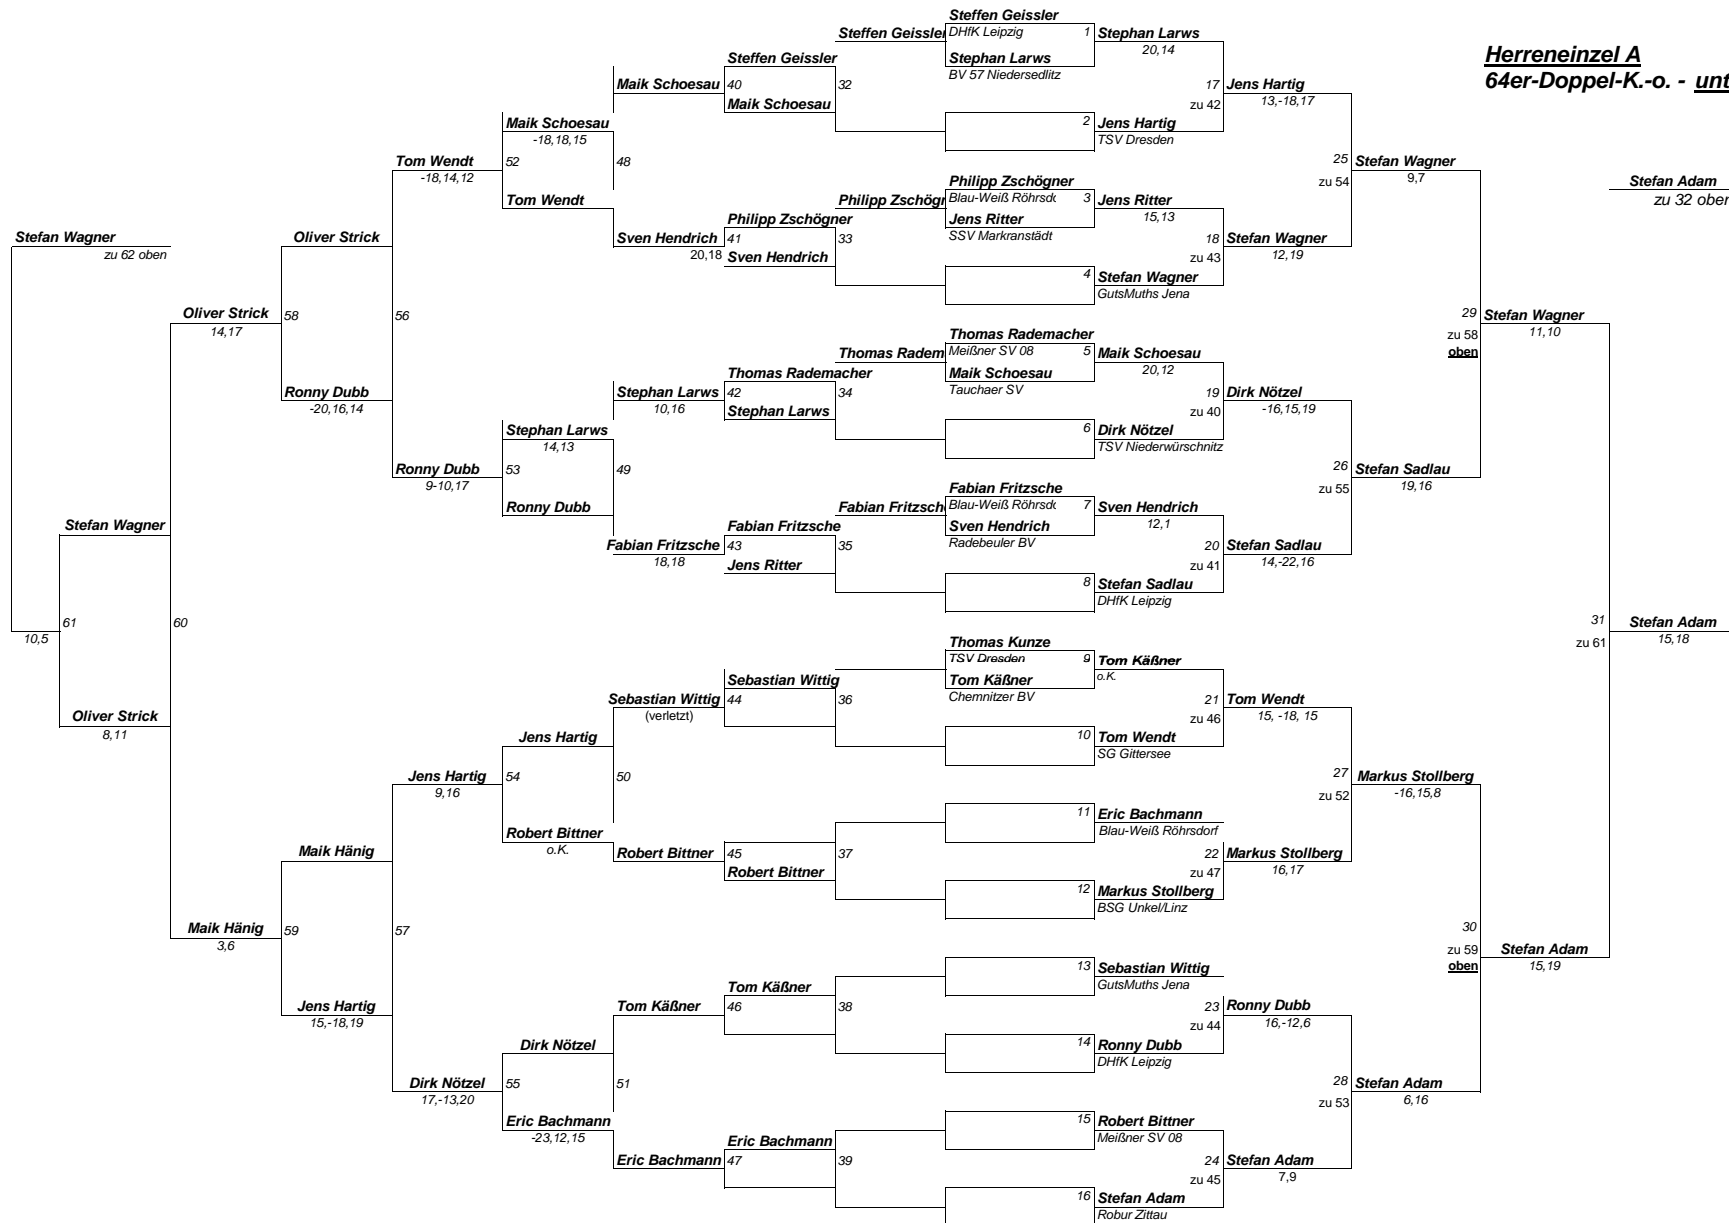 Herreneinzel A
64er-Doppel-K.-o. - unt
Steffen Geissler
Steffen Geissler
DHfK Leipzig
1
Stephan Larws
20,14
Steffen Geissler
Stephan Larws
BV 57 Niedersedlitz
Maik Schoesau
40
32
17
Jens Hartig
Maik Schoesau
zu 42
13,-18,17
Maik Schoesau
2
Jens Hartig
-18,18,15
TSV Dresden
Tom Wendt
52
48
25
Stefan Wagner
-18,14,12
zu 54
9,7
Stefan Adam
zu 32 oben
Philipp Zschögner
Tom Wendt
Philipp Zschögn
Blau-Weiß Röhrsd
3
Jens Ritter
15,13
Philipp Zschögner
Jens Ritter
SSV Markranstädt
Stefan Wagner
zu 62 oben
Oliver Strick
Sven Hendrich
41
33
18
Stefan Wagner
20,18
Sven Hendrich
zu 43
12,19
4
Stefan Wagner
GutsMuths Jena
Oliver Strick
58
56
29
Stefan Wagner
14,17
zu 58
11,10
oben
Thomas Rademacher
Thomas Radem
Meißner SV 08
5
Maik Schoesau
20,12
Thomas Rademacher
Maik Schoesau
Tauchaer SV
Ronny Dubb
-20,16,14
Stephan Larws
42
34
19
Dirk Nötzel
10,16
Stephan Larws
zu 40
-16,15,19
Stephan Larws
6
Dirk Nötzel
14,13
TSV Niederwürschnitz
Ronny Dubb
53
49
26
Stefan Sadlau
9-10,17
zu 55
19,16
Fabian Fritzsche
Ronny Dubb
Fabian Fritzsch
Blau-Weiß Röhrsd
7
Sven Hendrich
12,1
Stefan Wagner
Fabian Fritzsche
Sven Hendrich
Radebeuler BV
Fabian Fritzsche
43
35
20
Stefan Sadlau
18,18
Jens Ritter
zu 41
14,-22,16
8
Stefan Sadlau
DHfK Leipzig
10,5
61
60
31
Stefan Adam
zu 61
15,18
Thomas Kunze
TSV Dresden
9
Tom Käßner
o.K.
Sebastian Wittig
Tom Käßner
Chemnitzer BV
Sebastian Wittig
44
36
21
Tom Wendt
(verletzt)
zu 46
15, -18, 15
Oliver Strick
8,11
Jens Hartig
10
Tom Wendt
SG Gittersee
Jens Hartig
54
50
27
Markus Stollberg
9,16
zu 52
-16,15,8
11
Eric Bachmann
Blau-Weiß Röhrsdorf
Robert Bittner
o.K.
Maik Hänig
Robert Bittner
45
37
22
Markus Stollberg
Robert Bittner
zu 47
16,17
12
Markus Stollberg
BSG Unkel/Linz
Maik Hänig
59
57
30
3,6
zu 59
Stefan Adam
oben
15,19
13
Sebastian Wittig
GutsMuths Jena
Tom Käßner
Jens Hartig
Tom Käßner
46
38
23
Ronny Dubb
15,-18,19
zu 44
16,-12,6
Dirk Nötzel
14
Ronny Dubb
DHfK Leipzig
Dirk Nötzel
55
51
28
Stefan Adam
17,-13,20
zu 53
6,16
Eric Bachmann
15
Robert Bittner
-23,12,15
Meißner SV 08
Eric Bachmann
Eric Bachmann
47
39
24
Stefan Adam
zu 45
7,9
16
Stefan Adam
Robur Zittau